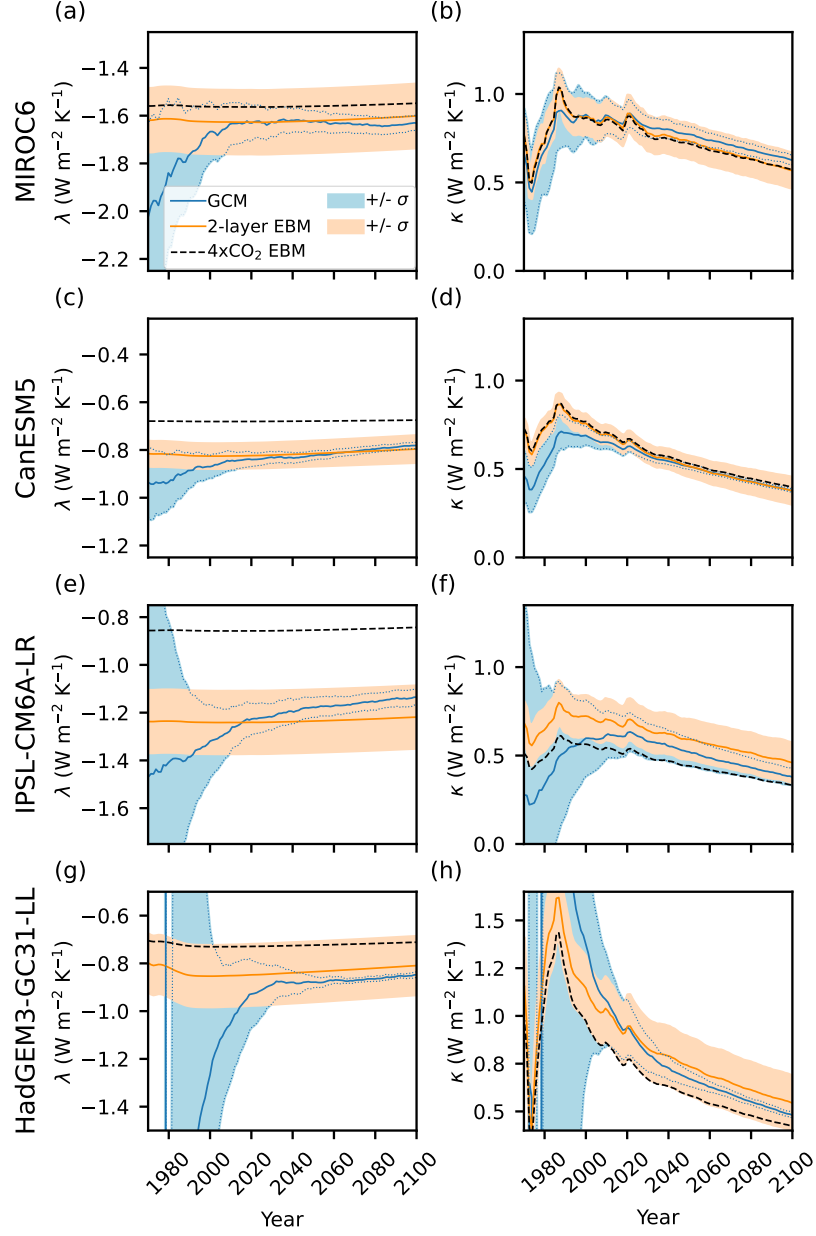 (a)
(b)
MIROC6
λ (W m⁻² K⁻¹)
−1.4
−1.6
−1.8
−2.0
−2.2
GCM
2-layer EBM
4xCO₂ EBM
+/- σ
+/- σ
κ (W m⁻² K⁻¹)
1.0
0.5
0.0
(c)
(d)
CanESM5
λ (W m⁻² K⁻¹)
−0.4
−0.6
−0.8
−1.0
−1.2
κ (W m⁻² K⁻¹)
1.0
0.5
0.0
(e)
(f)
IPSL-CM6A-LR
λ (W m⁻² K⁻¹)
−0.8
−1.0
−1.2
−1.4
−1.6
κ (W m⁻² K⁻¹)
1.0
0.5
0.0
(g)
(h)
HadGEM3-GC31-LL
λ (W m⁻² K⁻¹)
−0.6
−0.8
−1.0
−1.2
−1.4
κ (W m⁻² K⁻¹)
1.5
1.2
1.0
0.8
0.5
1980 2000 2020 2040 2060 2080 2100
Year
1980 2000 2020 2040 2060 2080 2100
Year